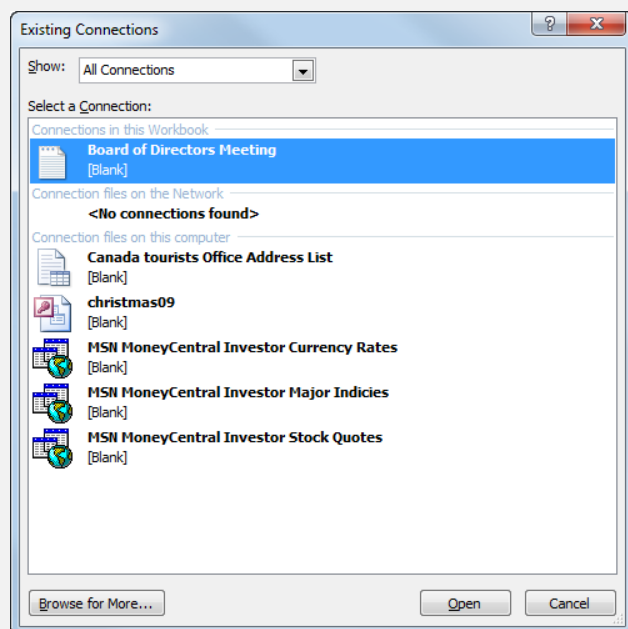 Existing Connections
Show: All Connections
Select a Connection:
Connections in this Workbook
Board of Directors Meeting
[Blank]
Connection files on the Network
<No connections found>
Connection files on this computer
Canada tourists Office Address List
[Blank]
christmas09
[Blank]
MSN MoneyCentral Investor Currency Rates
[Blank]
MSN MoneyCentral Investor Major Indicies
[Blank]
MSN MoneyCentral Investor Stock Quotes
[Blank]
Browse for More... Open Cancel